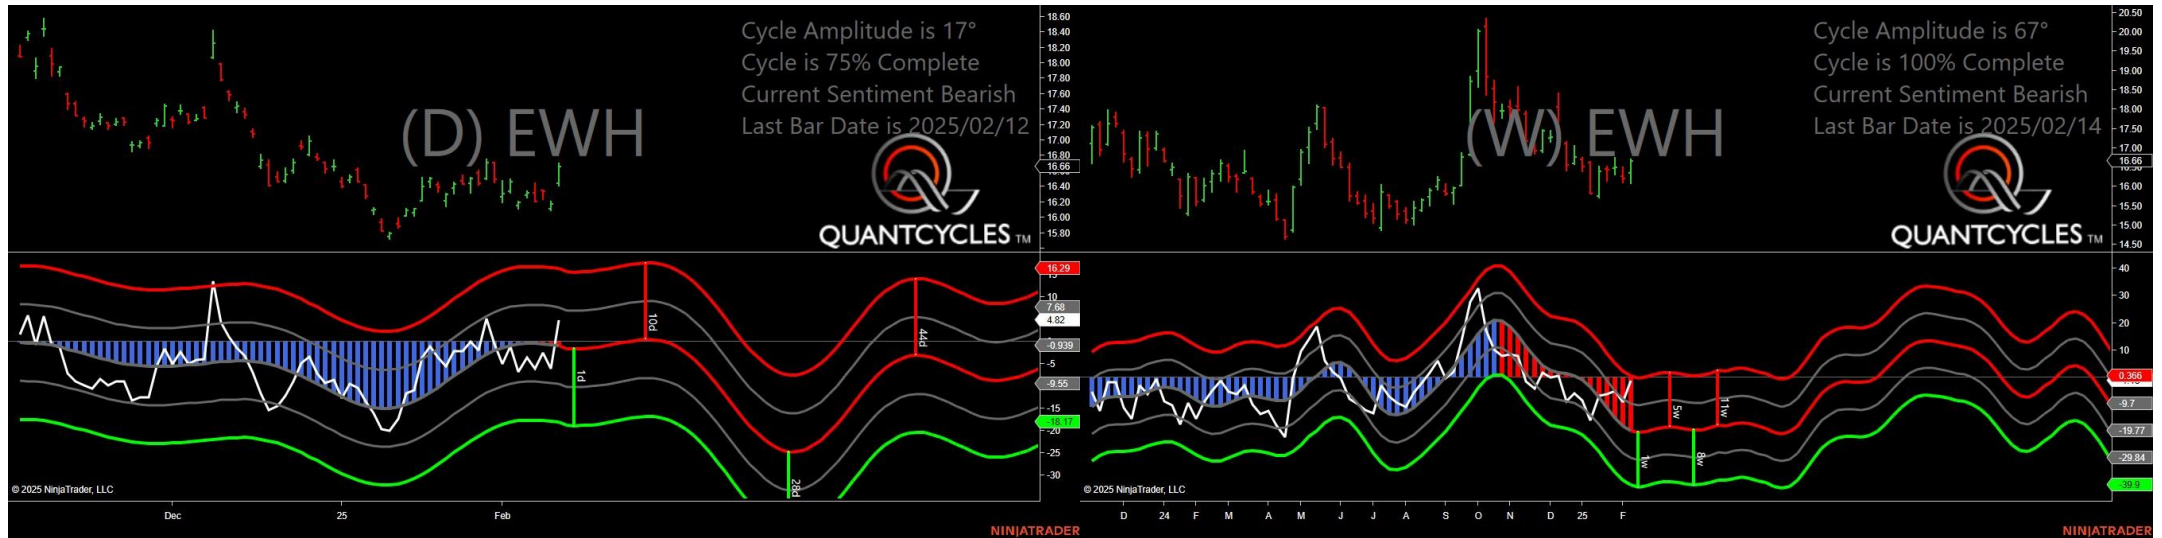 Cycle Amplitude is 17°
Cycle is 75% Complete
Current Sentiment Bearish
Last Bar Date is 2025/02/12
(D) EWH
QUANTCYCLES TM
18.60
18.40
18.20
18.00
17.80
17.60
17.40
17.20
17.00
16.80
16.66
16.40
16.20
16.00
15.80
16.29
10
7.68
4.82
-0.939
-5
-9.55
-15
-18.17
-20
-25
-30
1d
10d
28d
44d
© 2025 NinjaTrader, LLC
Dec
25
Feb
NINJATRADER
Cycle Amplitude is 67°
Cycle is 100% Complete
Current Sentiment Bearish
Last Bar Date is 2025/02/14
(W) EWH
QUANTCYCLES TM
20.50
20.00
19.50
19.00
18.50
18.00
17.50
17.00
16.66
16.00
15.50
15.00
14.50
40
30
20
10
0.366
-9.7
-19.77
-29.84
-39.9
1w
5w
8w
11w
© 2025 NinjaTrader, LLC
D 24 F M A M J J A S O N D 25 F
NINJATRADER